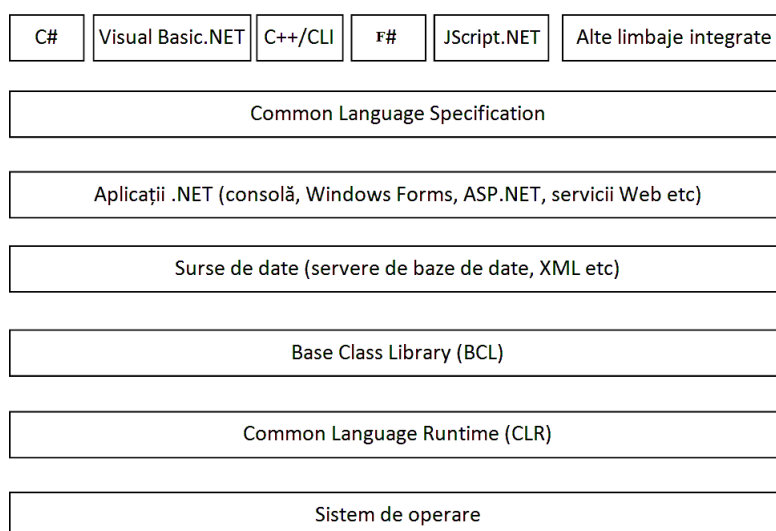 C# Visual Basic.NET C++/CLI F# JScript.NET Alte limbaje integrate
Common Language Specification
Aplicații .NET (consolă, Windows Forms, ASP.NET, servicii Web etc)
Surse de date (servere de baze de date, XML etc)
Base Class Library (BCL)
Common Language Runtime (CLR)
Sistem de operare